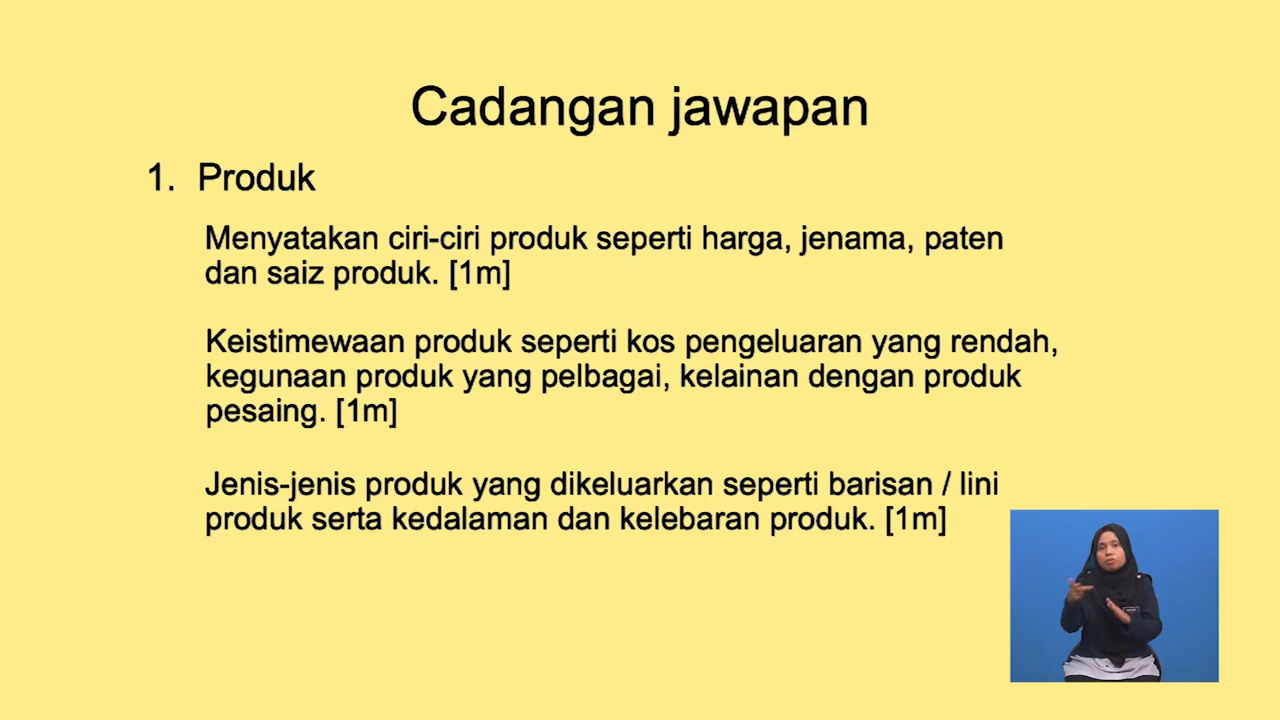 Cadangan jawapan
1. Produk
Menyatakan ciri-ciri produk seperti harga, jenama, paten
dan saiz produk. [1m]
Keistimewaan produk seperti kos pengeluaran yang rendah,
kegunaan produk yang pelbagai, kelainan dengan produk
pesaing. [1m]
Jenis-jenis produk yang dikeluarkan seperti barisan / lini
produk serta kedalaman dan kelebaran produk. [1m]